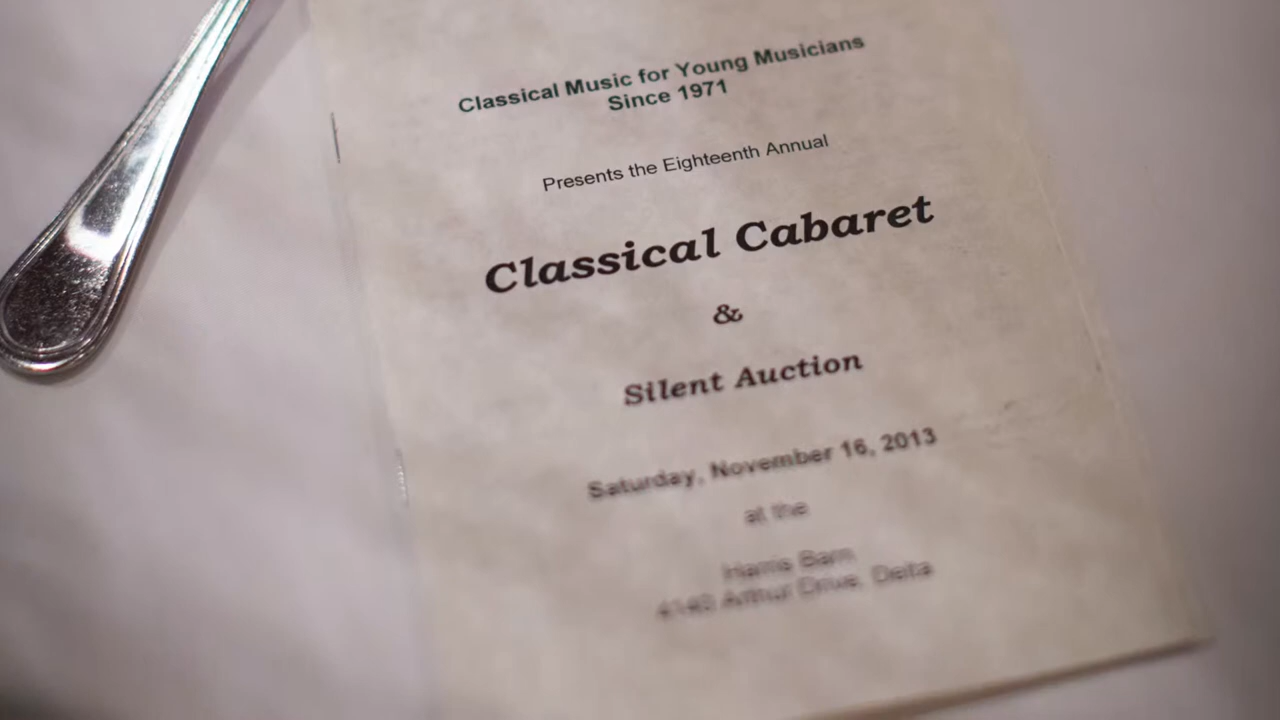 Classical Music for Young Musicians
Since 1971
Presents the Eighteenth Annual
Classical Cabaret
&
Silent Auction
Saturday, November 16, 2013
at the
Harris Barn
Arthur Drive, Delta